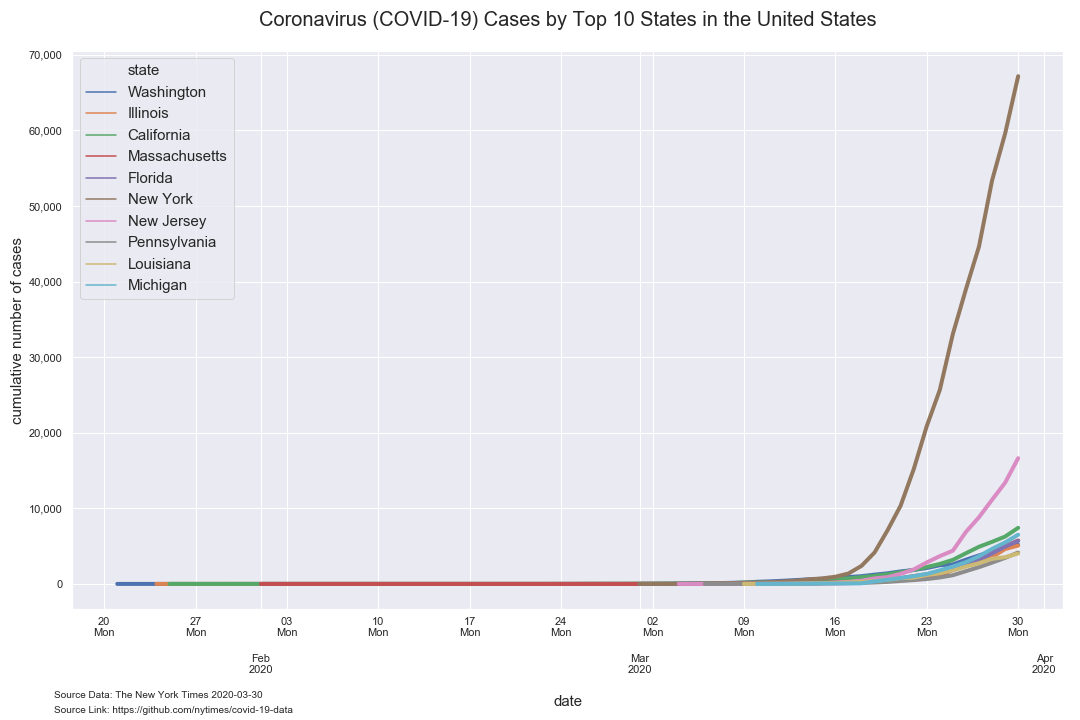 Coronavirus (COVID-19) Cases by Top 10 States in the United States
70,000
60,000
50,000
40,000
30,000
20,000
10,000
0
cumulative number of cases
state
Washington
Illinois
California
Massachusetts
Florida
New York
New Jersey
Pennsylvania
Louisiana
Michigan
20 27 03 10 17 24 02 09 16 23 30
Mon Mon Mon Mon Mon Mon Mon Mon Mon Mon Mon
Feb Mar Apr
2020 2020 2020
date
Source Data: The New York Times 2020-03-30
Source Link: https://github.com/nytimes/covid-19-data